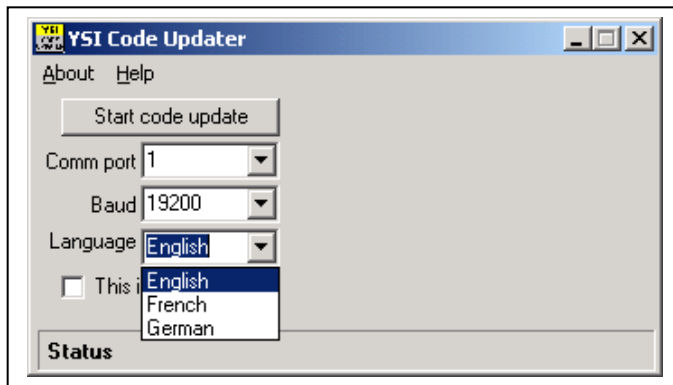 YSI Code Updater
About Help
Start code update
Comm port 1
Baud 19200
Language English
This i
English
French
German
Status